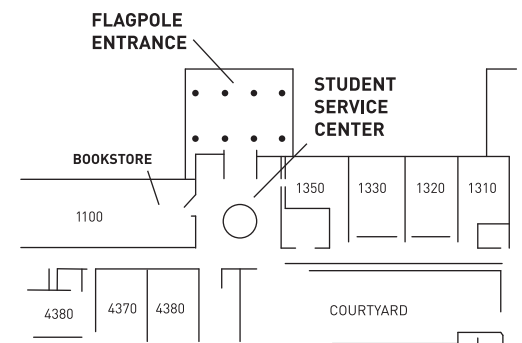 FLAGPOLE
ENTRANCE
STUDENT
SERVICE
CENTER
BOOKSTORE
1100
1350
1330
1320
1310
4380
4370
4380
COURTYARD